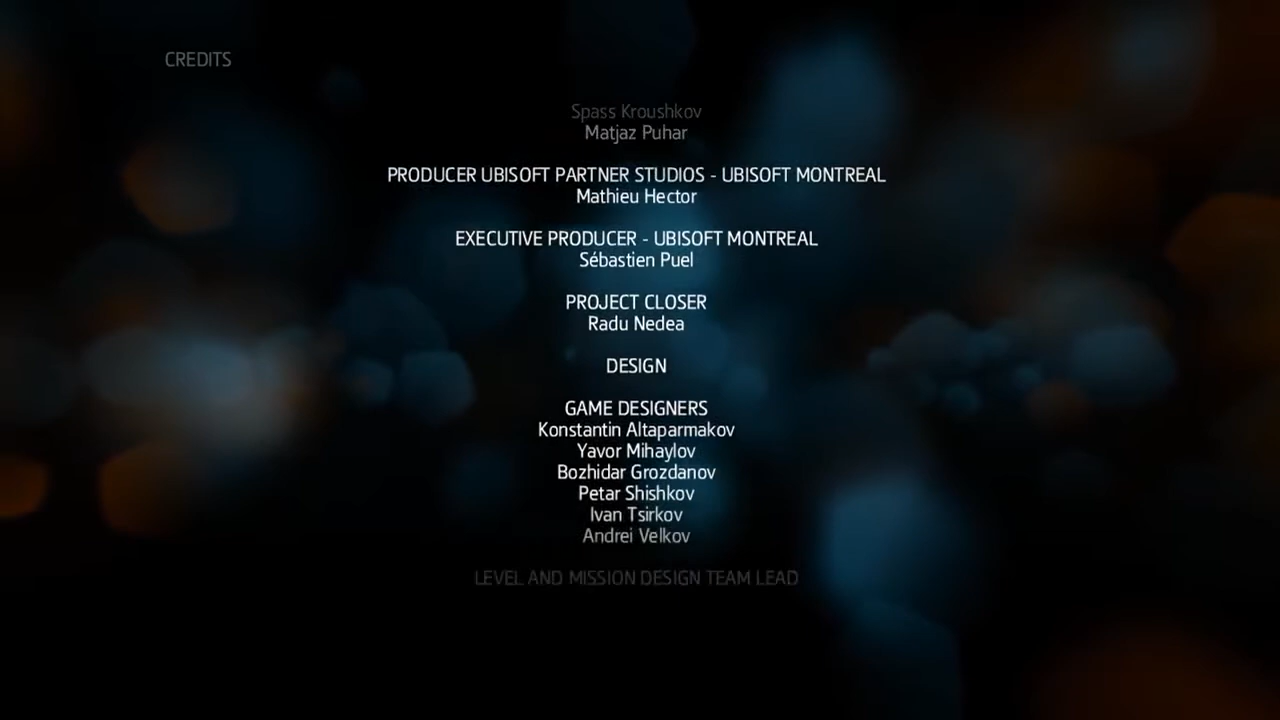 CREDITS
Spass Kroushkov
Matjaz Puhar
PRODUCER UBISOFT PARTNER STUDIOS - UBISOFT MONTREAL
Mathieu Hector
EXECUTIVE PRODUCER - UBISOFT MONTREAL
Sébastien Puel
PROJECT CLOSER
Radu Nedea
DESIGN
GAME DESIGNERS
Konstantin Altaparmakov
Yavor Mihaylov
Bozhidar Grozdanov
Petar Shishkov
Ivan Tsirkov
Andrei Velkov
LEVEL AND MISSION DESIGN TEAM LEAD